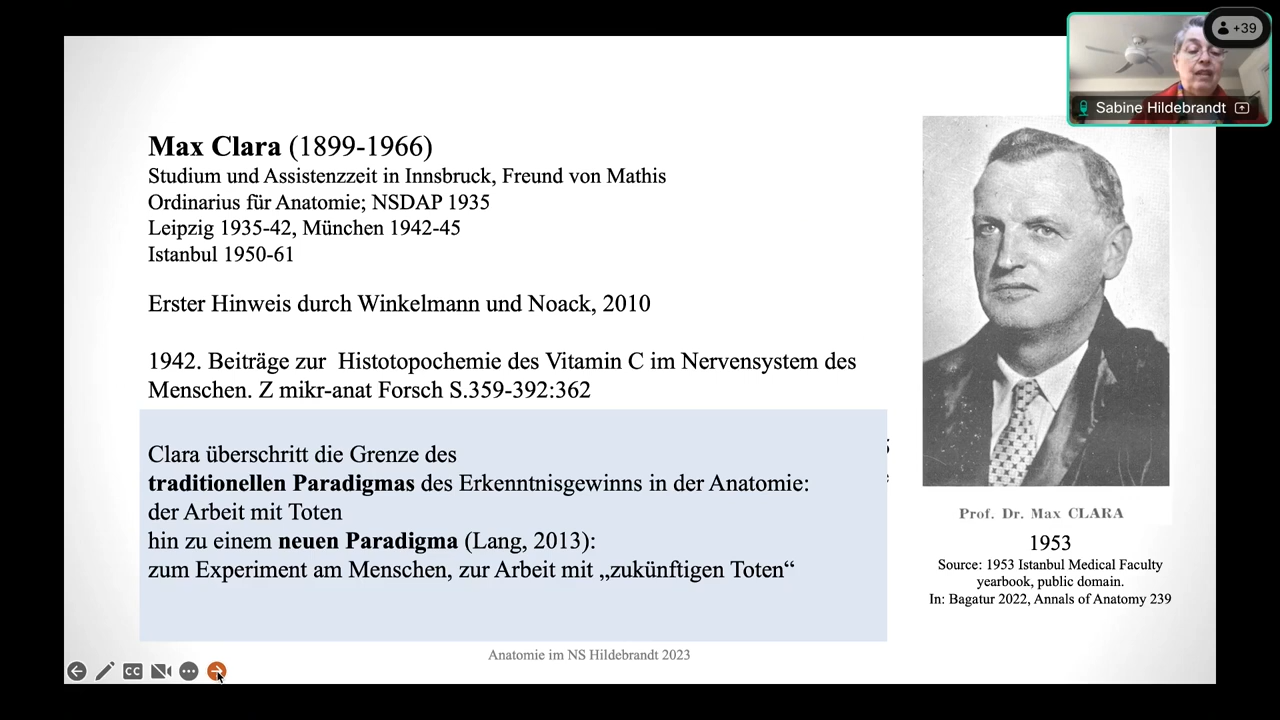 +39
Sabine Hildebrandt
Max Clara (1899-1966)
Studium und Assistenzzeit in Innsbruck, Freund von Mathis
Ordinarius für Anatomie; NSDAP 1935
Leipzig 1935-42, München 1942-45
Istanbul 1950-61
Erster Hinweis durch Winkelmann und Noack, 2010
1942. Beiträge zur  Histotopochemie des Vitamin C im Nervensystem des
Menschen. Z mikr-anat Forsch S.359-392:362
Clara überschritt die Grenze des
traditionellen Paradigmas des Erkenntnisgewinns in der Anatomie:
der Arbeit mit Toten
hin zu einem neuen Paradigma (Lang, 2013):
zum Experiment am Menschen, zur Arbeit mit „zukünftigen Toten“
Prof. Dr. Max CLARA
1953
Source: 1953 Istanbul Medical Faculty
yearbook, public domain.
In: Bagatur 2022, Annals of Anatomy 239
Anatomie im NS Hildebrandt 2023
CC